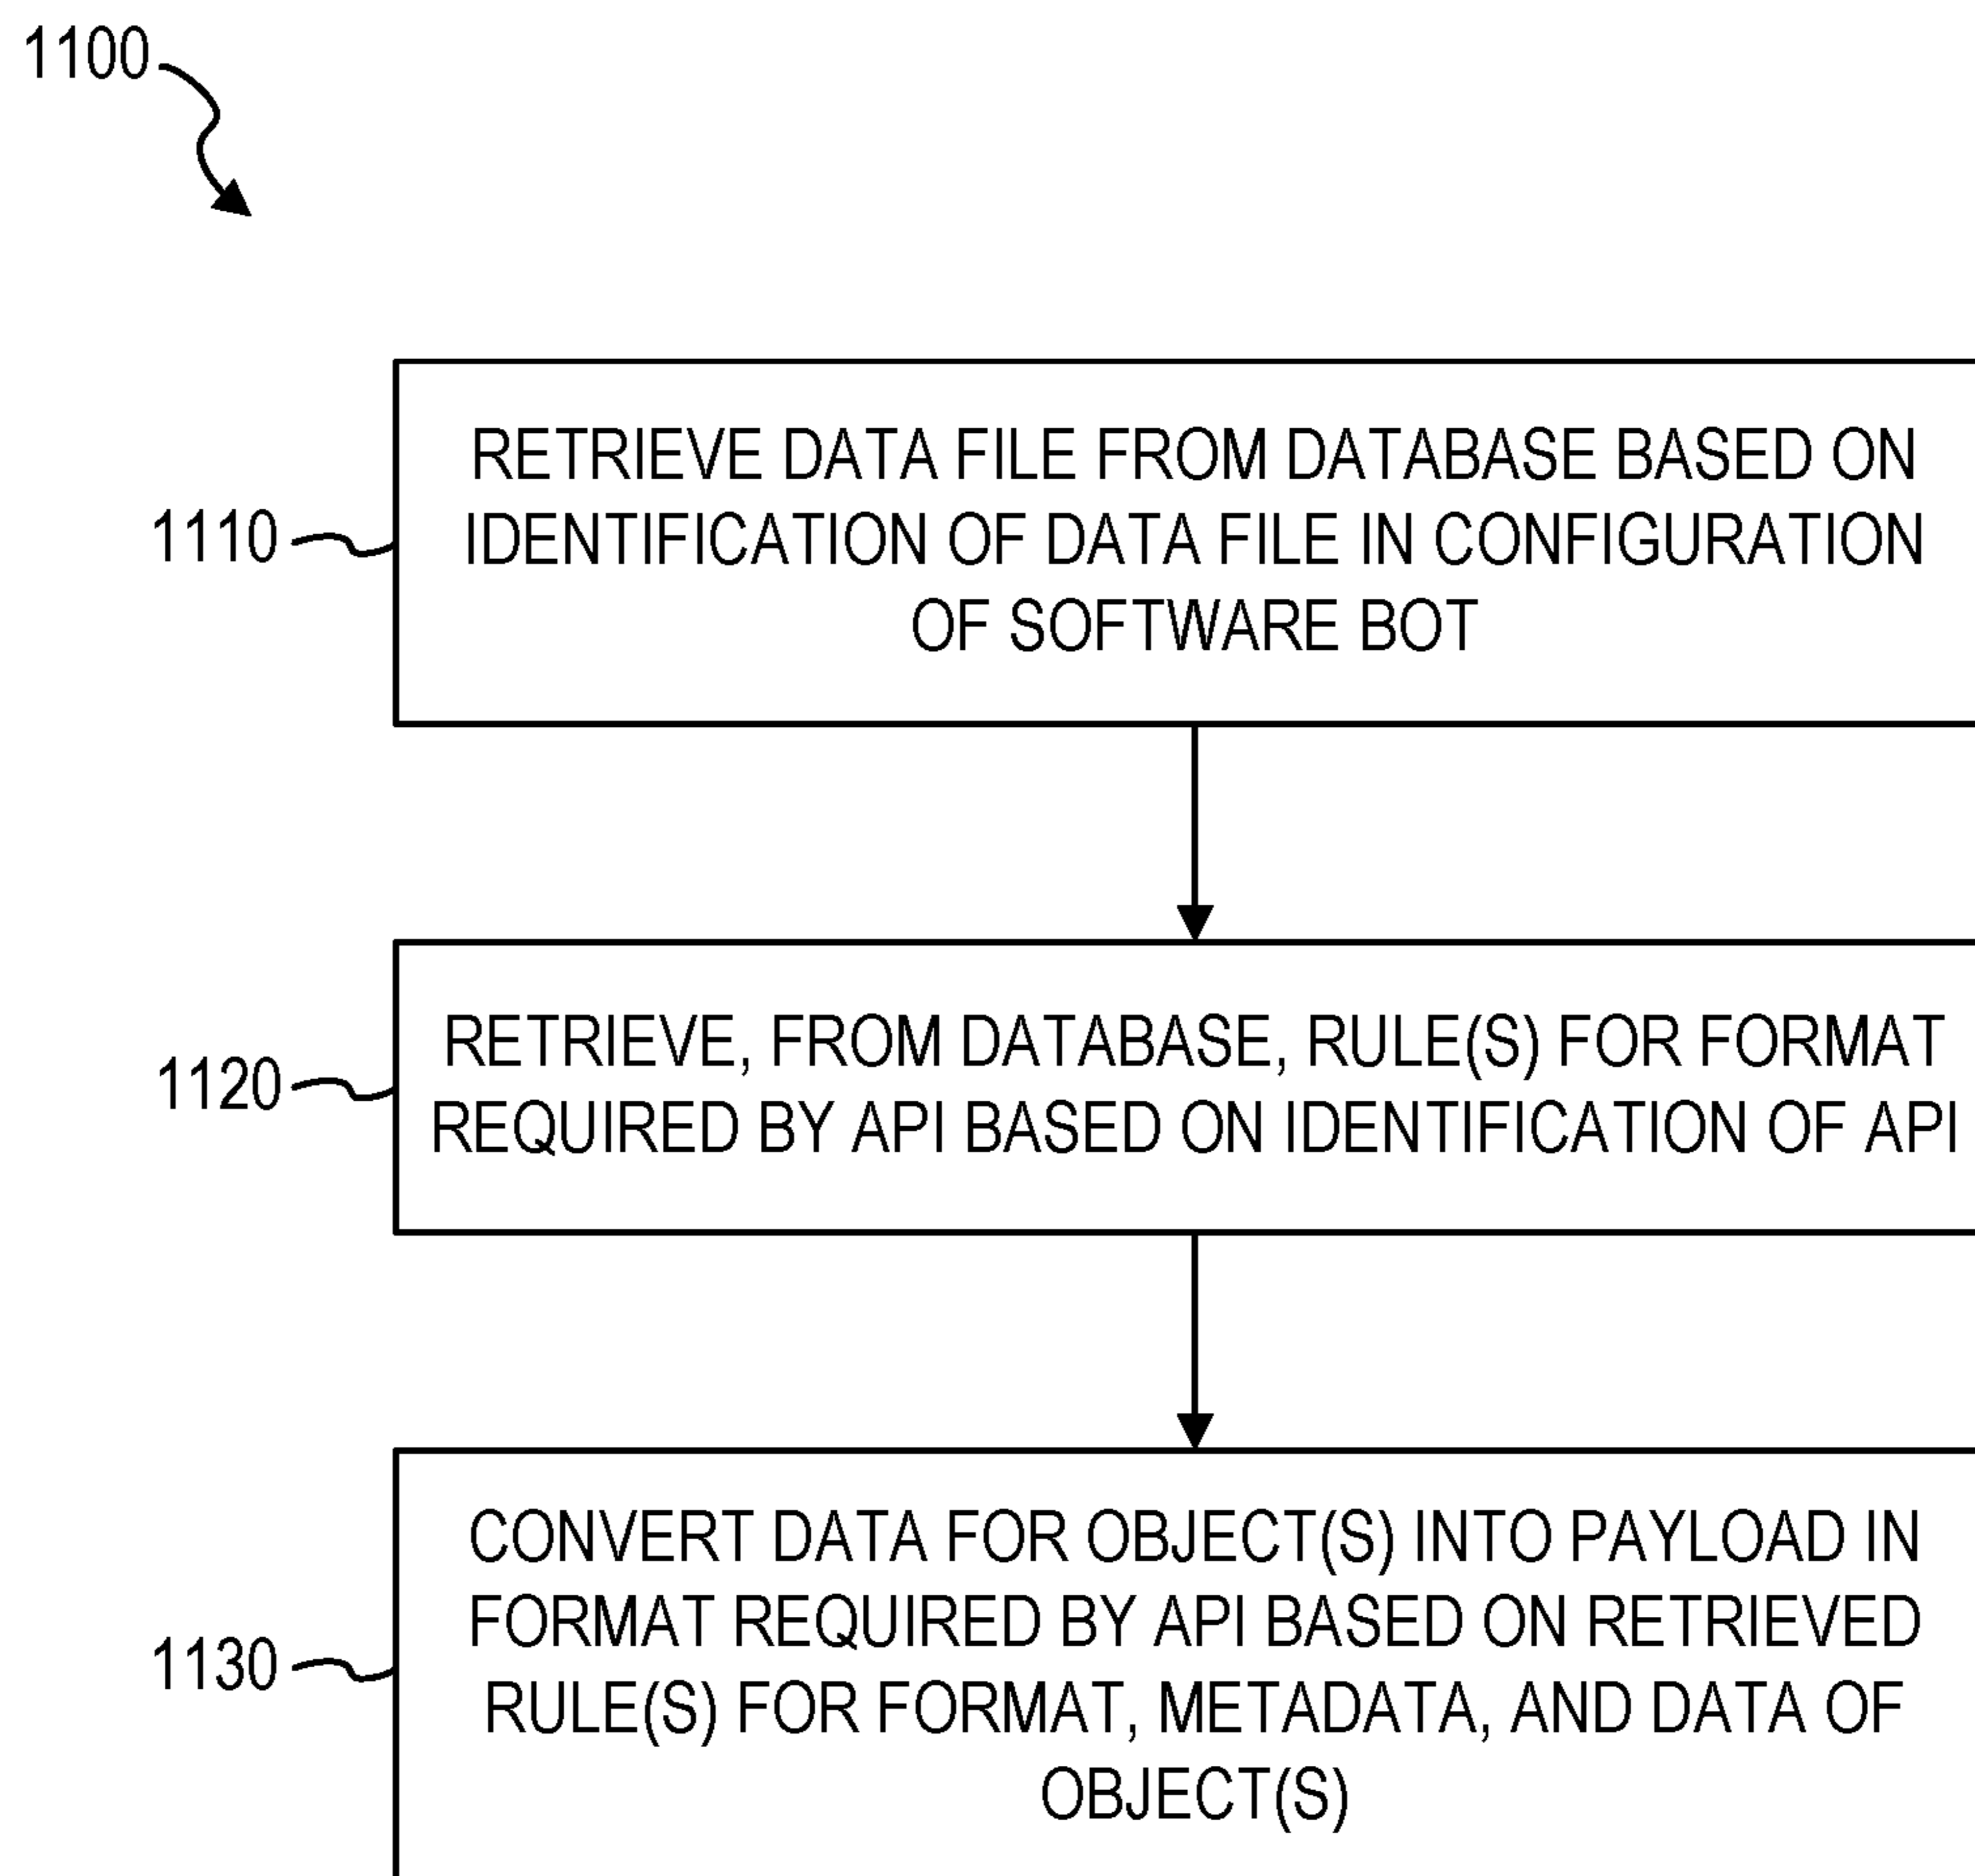 1100
RETRIEVE DATA FILE FROM DATABASE BASED ON
IDENTIFICATION OF DATA FILE IN CONFIGURATION
OF SOFTWARE BOT
1110
RETRIEVE, FROM DATABASE, RULE(S) FOR FORMAT
REQUIRED BY API BASED ON IDENTIFICATION OF API
1120
CONVERT DATA FOR OBJECT(S) INTO PAYLOAD IN
FORMAT REQUIRED BY API BASED ON RETRIEVED
RULE(S) FOR FORMAT, METADATA, AND DATA OF
OBJECT(S)
1130